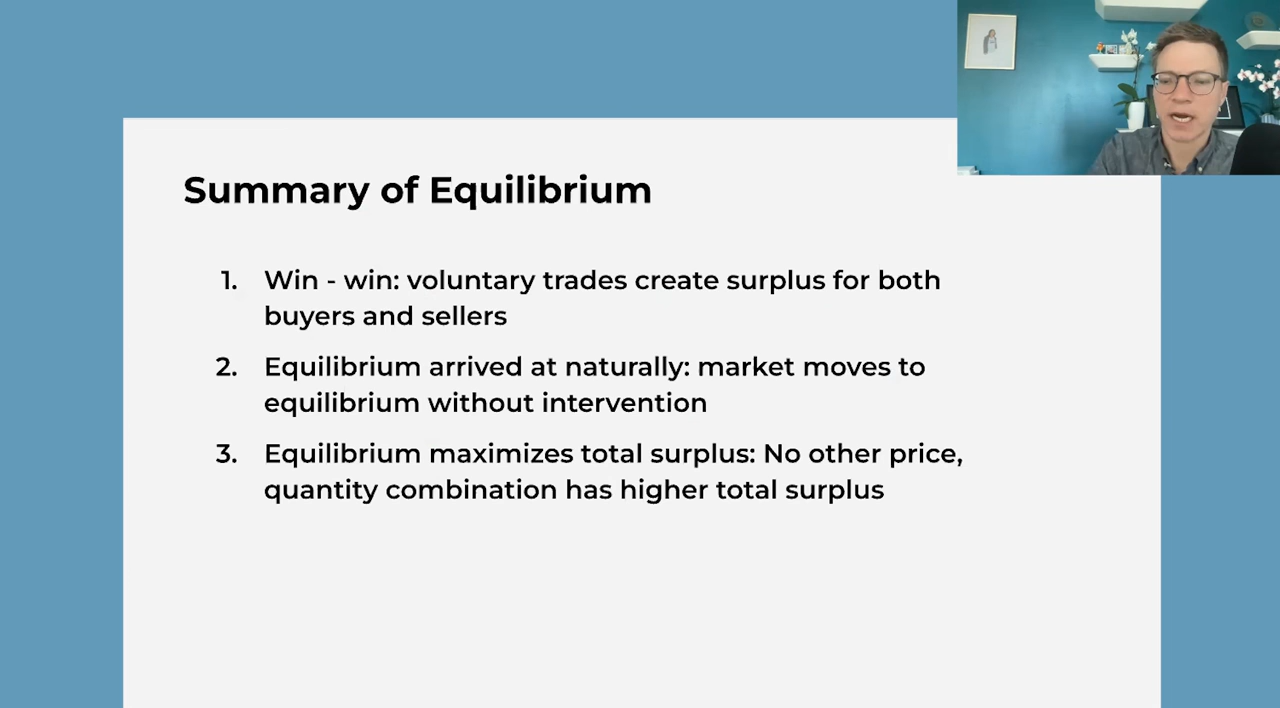 Summary of Equilibrium
1. Win - win: voluntary trades create surplus for both
buyers and sellers
2. Equilibrium arrived at naturally: market moves to
equilibrium without intervention
3. Equilibrium maximizes total surplus: No other price,
quantity combination has higher total surplus